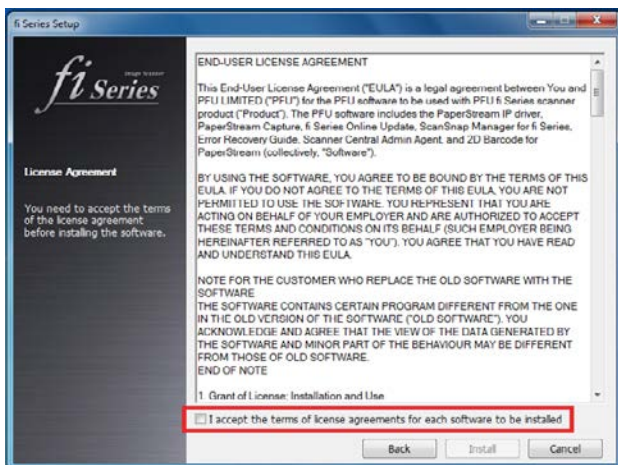 fi Series Setup
fi Series
Image Scanner
License Agreement
You need to accept the terms
of the license agreement
before installing the software.
END-USER LICENSE AGREEMENT
This End-User License Agreement ("EULA") is a legal agreement between You and
PFU LIMITED ("PFU") for the PFU software to be used with PFU fi Series scanner
product ("Product"). The PFU software includes the PaperStream IP driver,
PaperStream Capture, fi Series Online Update, ScanSnap Manager for fi Series,
Error Recovery Guide, Scanner Central Admin Agent, and 2D Barcode for
PaperStream (collectively, "Software").
BY USING THE SOFTWARE, YOU AGREE TO BE BOUND BY THE TERMS OF THIS
EULA. IF YOU DO NOT AGREE TO THE TERMS OF THIS EULA, YOU ARE NOT
PERMITTED TO USE THE SOFTWARE. YOU REPRESENT THAT YOU ARE
ACTING ON BEHALF OF YOUR EMPLOYER AND ARE AUTHORIZED TO ACCEPT
THESE TERMS AND CONDITIONS ON ITS BEHALF (SUCH EMPLOYER BEING
HEREINAFTER REFERRED TO AS "YOU"). YOU AGREE THAT YOU HAVE READ
AND UNDERSTAND THIS EULA.
NOTE FOR THE CUSTOMER WHO REPLACE THE OLD SOFTWARE WITH THE
SOFTWARE
THE SOFTWARE CONTAINS CERTAIN PROGRAM DIFFERENT FROM THE ONE
IN THE OLD VERSION OF THE SOFTWARE ("OLD SOFTWARE"). YOU
ACKNOWLEDGE AND AGREE THAT THE VIEW OF THE DATA GENERATED BY
THE SOFTWARE AND MINOR PART OF THE BEHAVIOUR MAY BE DIFFERENT
FROM THOSE OF OLD SOFTWARE.
END OF NOTE
1. Grant of License; Installation and Use
I accept the terms of license agreements for each software to be installed
Back
Install
Cancel